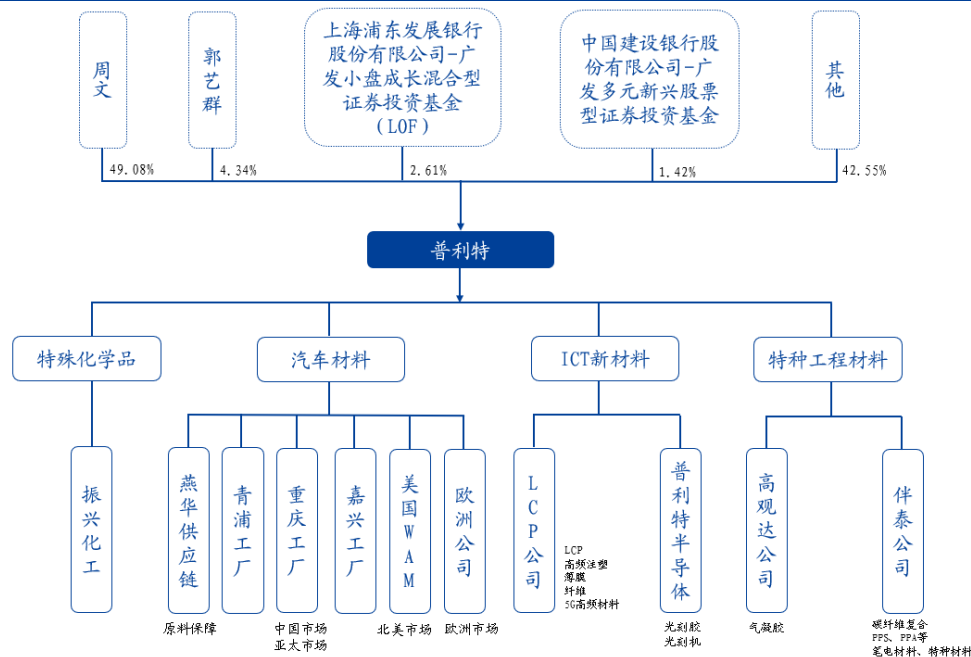 周文
郭艺群
上海浦东发展银行
股份有限公司-广
发小盘成长混合型
证券投资基金
(LOF)
中国建设银行股
份有限公司-广
发多元新兴股票
型证券投资基金
其他
49.08%
4.34%
2.61%
1.42%
42.55%
普利特
特殊化学品
汽车材料
ICT新材料
特种工程材料
振兴化工
燕华供应链
青浦工厂
重庆工厂
嘉兴工厂
美国WAM
欧洲公司
LCP公司
普利特半导体
高观达公司
伴泰公司
LCP
高频注塑
薄膜
纤维
5G高频材料
原料保障
中国市场
亚太市场
北美市场
欧洲市场
光刻胶
光刻机
气凝胶
碳纤维复合
PPS、PPA等
笔电材料、特种材料